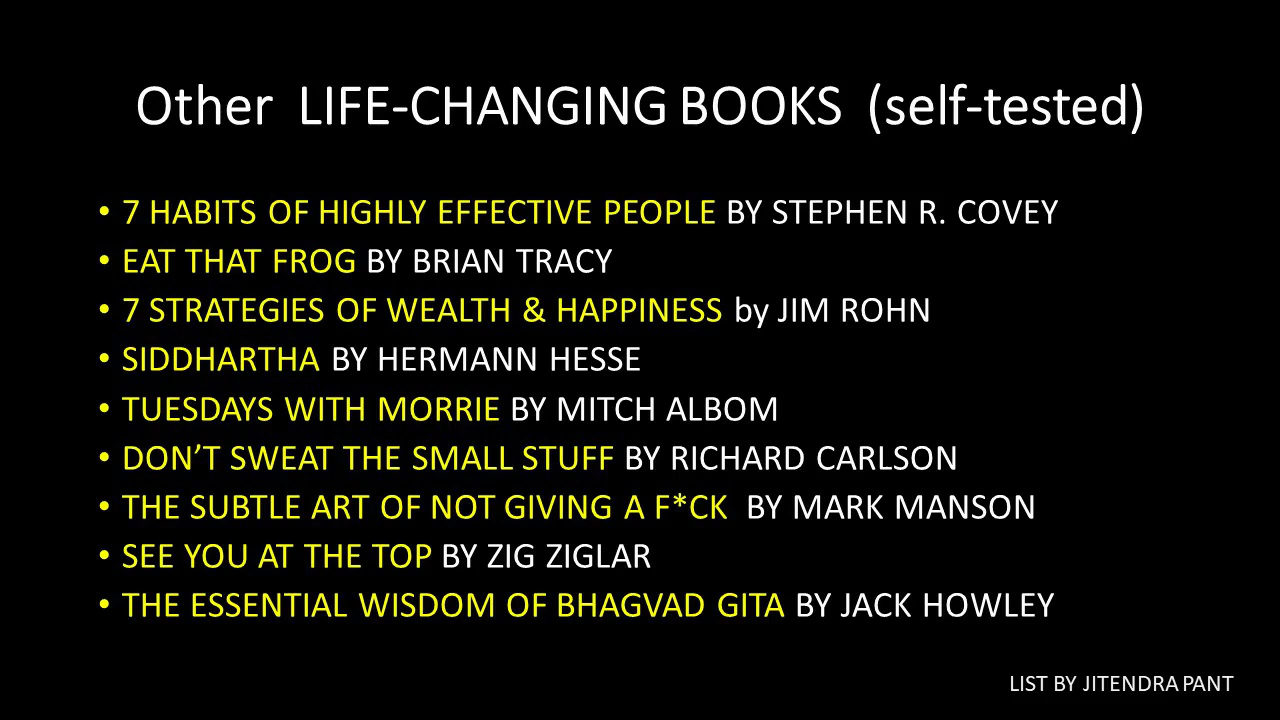 Other LIFE-CHANGING BOOKS (self-tested)
• 7 HABITS OF HIGHLY EFFECTIVE PEOPLE BY STEPHEN R. COVEY
• EAT THAT FROG BY BRIAN TRACY
• 7 STRATEGIES OF WEALTH & HAPPINESS by JIM ROHN
• SIDDHARTHA BY HERMANN HESSE
• TUESDAYS WITH MORRIE BY MITCH ALBOM
• DON’T SWEAT THE SMALL STUFF BY RICHARD CARLSON
• THE SUBTLE ART OF NOT GIVING A F*CK BY MARK MANSON
• SEE YOU AT THE TOP BY ZIG ZIGLAR
• THE ESSENTIAL WISDOM OF BHAGVAD GITA BY JACK HOWLEY
LIST BY JITENDRA PANT